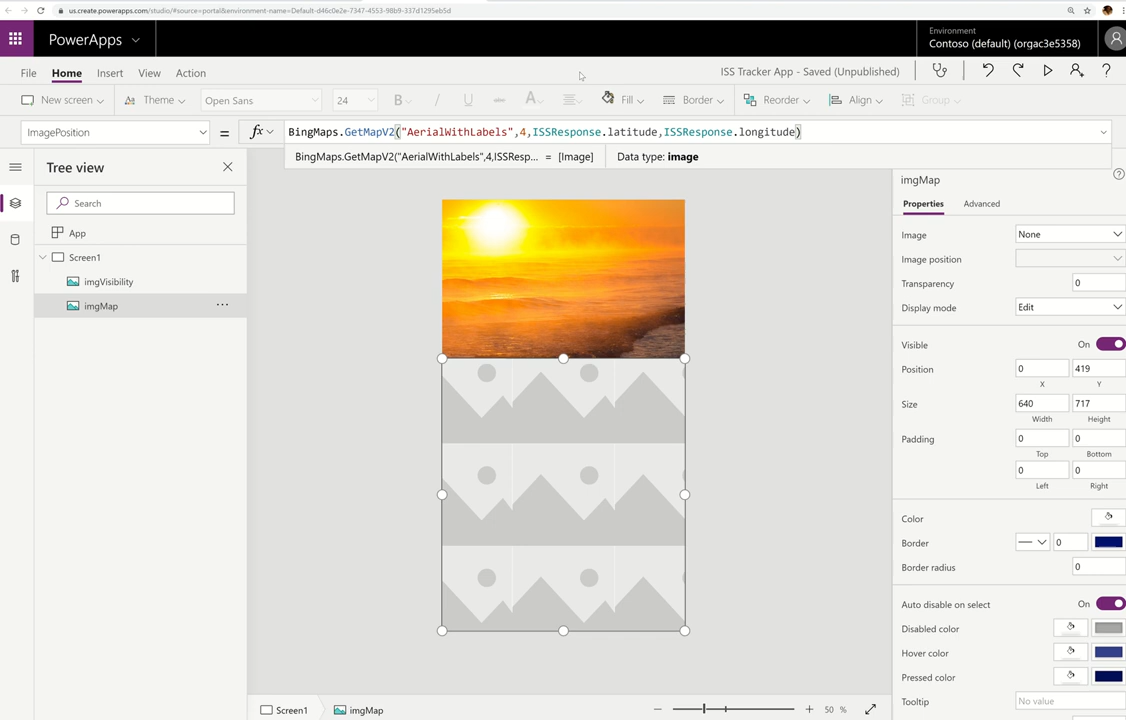 us.create.powerapps.com/studio/#source=portal&environment-name=Default-d46c0e2e-7347-4553-98b9-337d1295eb5d
PowerApps
Environment
Contoso (default) (orgac3e5358)
File Home Insert View Action
ISS Tracker App - Saved (Unpublished)
New screen Theme Open Sans 24 B / U abc A Fill Border Reorder Align Group
ImagePosition = fx BingMaps.GetMapV2("AerialWithLabels",4,ISSResponse.latitude,ISSResponse.longitude)
BingMaps.GetMapV2("AerialWithLabels",4,ISSResp... = [Image] Data type: image
Tree view
Search
App
Screen1
imgVisibility
imgMap ...
imgMap
Properties Advanced
Image None
Image position
Transparency 0
Display mode Edit
Visible On
Position 0 419
X Y
Size 640 717
Width Height
Padding 0 0
Top Bottom
0 0
Left Right
Color
Border 0
Border radius 0
Auto disable on select On
Disabled color
Hover color
Pressed color
Tooltip No value
Screen1 imgMap
50 %